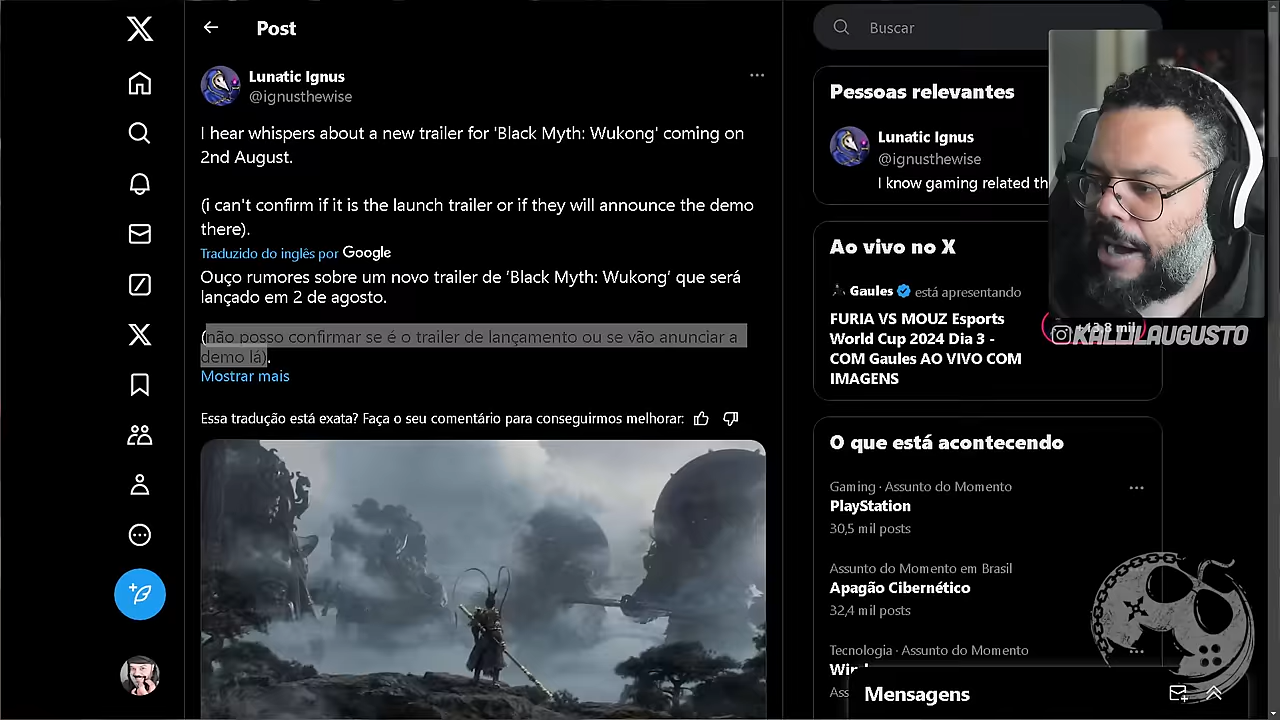 Post
Buscar
Lunatic Ignus
@ignusthewise
I hear whispers about a new trailer for 'Black Myth: Wukong' coming on
2nd August.
(i can't confirm if it is the launch trailer or if they will announce the demo
there).
Traduzido do inglês por Google
Ouço rumores sobre um novo trailer de 'Black Myth: Wukong' que será
lançado em 2 de agosto.
(não posso confirmar se é o trailer de lançamento ou se vão anunciar a
demo lá).
Mostrar mais
Essa tradução está exata? Faça o seu comentário para conseguirmos melhorar:
Pessoas relevantes
Lunatic Ignus
@ignusthewise
I know gaming related th
Ao vivo no X
Gaules está apresentando
FURIA VS MOUZ Esports
World Cup 2024 Dia 3 -
COM Gaules AO VIVO COM
IMAGENS
+13,8 mil
KALLILAUGUSTO
O que está acontecendo
Gaming · Assunto do Momento
PlayStation
30,5 mil posts
Assunto do Momento em Brasil
Apagão Cibernético
32,4 mil posts
Tecnologia · Assunto do Momento
Mensagens